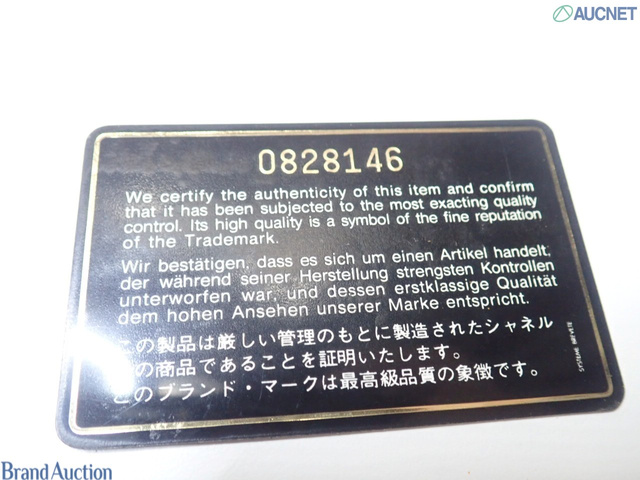 AUCNET
0828146
We certify the authenticity of this item and confirm
that it has been subjected to the most exacting quality
control. Its high quality is a symbol of the fine reputation
of the Trademark.
Wir bestätigen, dass es sich um einen Artikel handelt,
der während seiner Herstellung strengsten Kontrollen
unterworfen war, und dessen erstklassige Qualität
dem hohen Ansehen unserer Marke entspricht.
この製品は厳しい管理のもとに製造されたシャネル
の商品であることを証明いたします。
このブランド・マークは最高級品質の象徴です。
SYSTEME BREVETE
Brand Auction